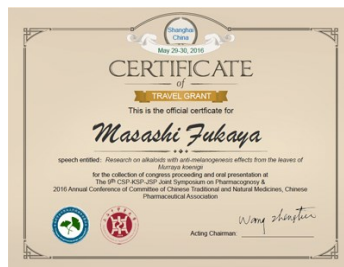 Shanghai
China
May 29-30, 2016
CERTIFICATE
of
TRAVEL GRANT
This is the official certficate for
Masashi Fukaya
speech entitled: Research on alkaloids with anti-melanogenesis effects from the leaves of
Murraya koenigii
for the collection of congress proceeding and oral presentation at
The 9th CSP-KSP-JSP Joint Symposium on Pharmacognosy &
2016 Annual Conference of Committee of Chinese Traditional and Natural Medicines, Chinese
Pharmaceutical Association
Acting Chairman